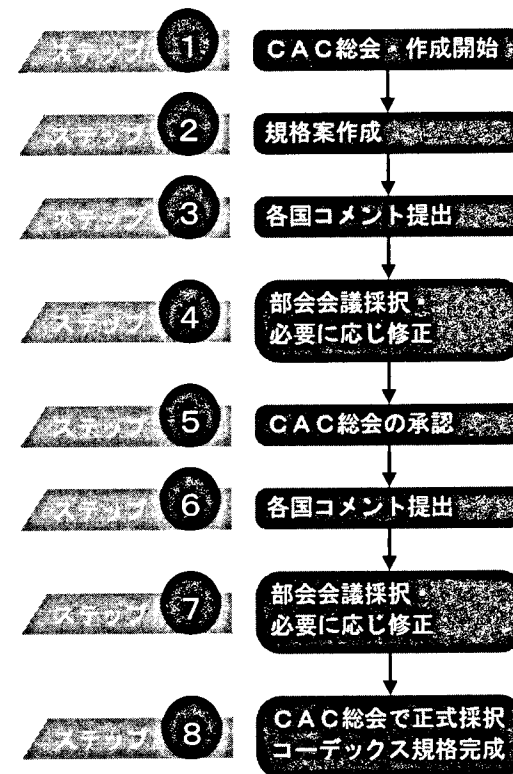 ステップ 1 CAC総会・作成開始
ステップ 2 規格案作成
ステップ 3 各国コメント提出
ステップ 4 部会会議採択・
必要に応じ修正
ステップ 5 CAC総会の承認
ステップ 6 各国コメント提出
ステップ 7 部会会議採択・
必要に応じ修正
ステップ 8 CAC総会で正式採択
コーデックス規格完成